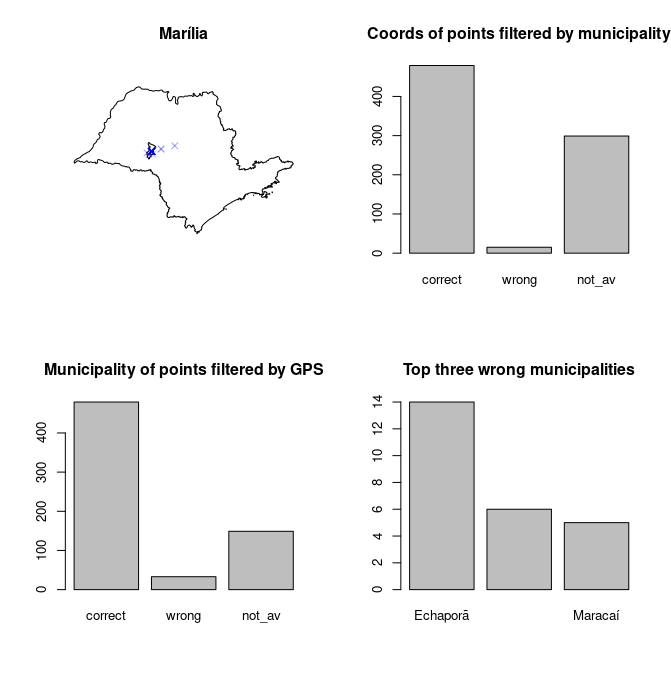 Marília
Coords of points filtered by municipality
400
300
200
100
0
correct wrong not_av
Municipality of points filtered by GPS
400
300
200
100
0
correct wrong not_av
Top three wrong municipalities
14
12
10
8
6
4
2
0
Echaporã Maracaí